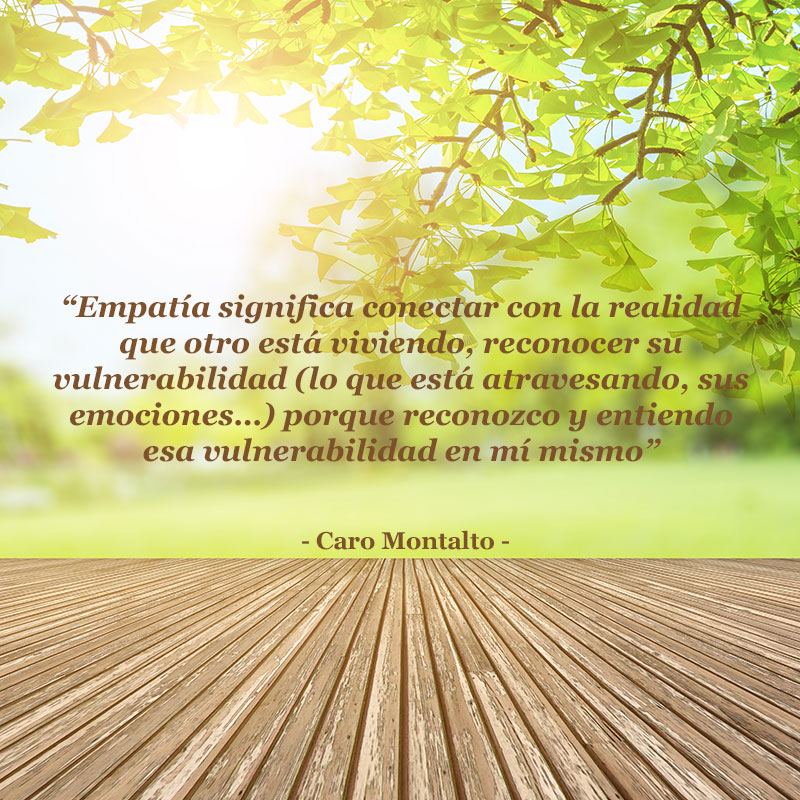 “Empatía significa conectar con la realidad
que otro está viviendo, reconocer su
vulnerabilidad (lo que está atravesando, sus
emociones...) porque reconozco y entiendo
esa vulnerabilidad en mí mismo”
- Caro Montalto -